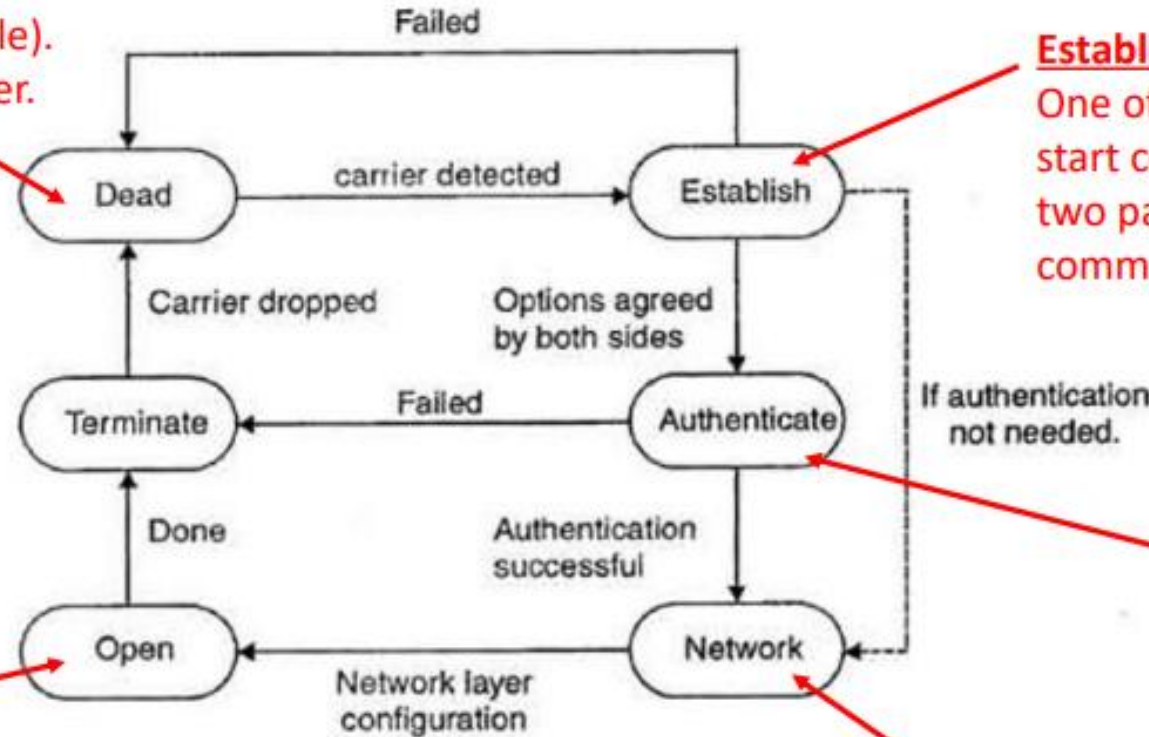 Failed
le).
er.
Establ
One of
start c
two pa
comm
Dead
carrier detected
Establish
Carrier dropped
Options agreed
by both sides
If authentication
not needed.
Terminate
Failed
Authenticate
Done
Authentication
successful
Open
Network
Network layer
configuration